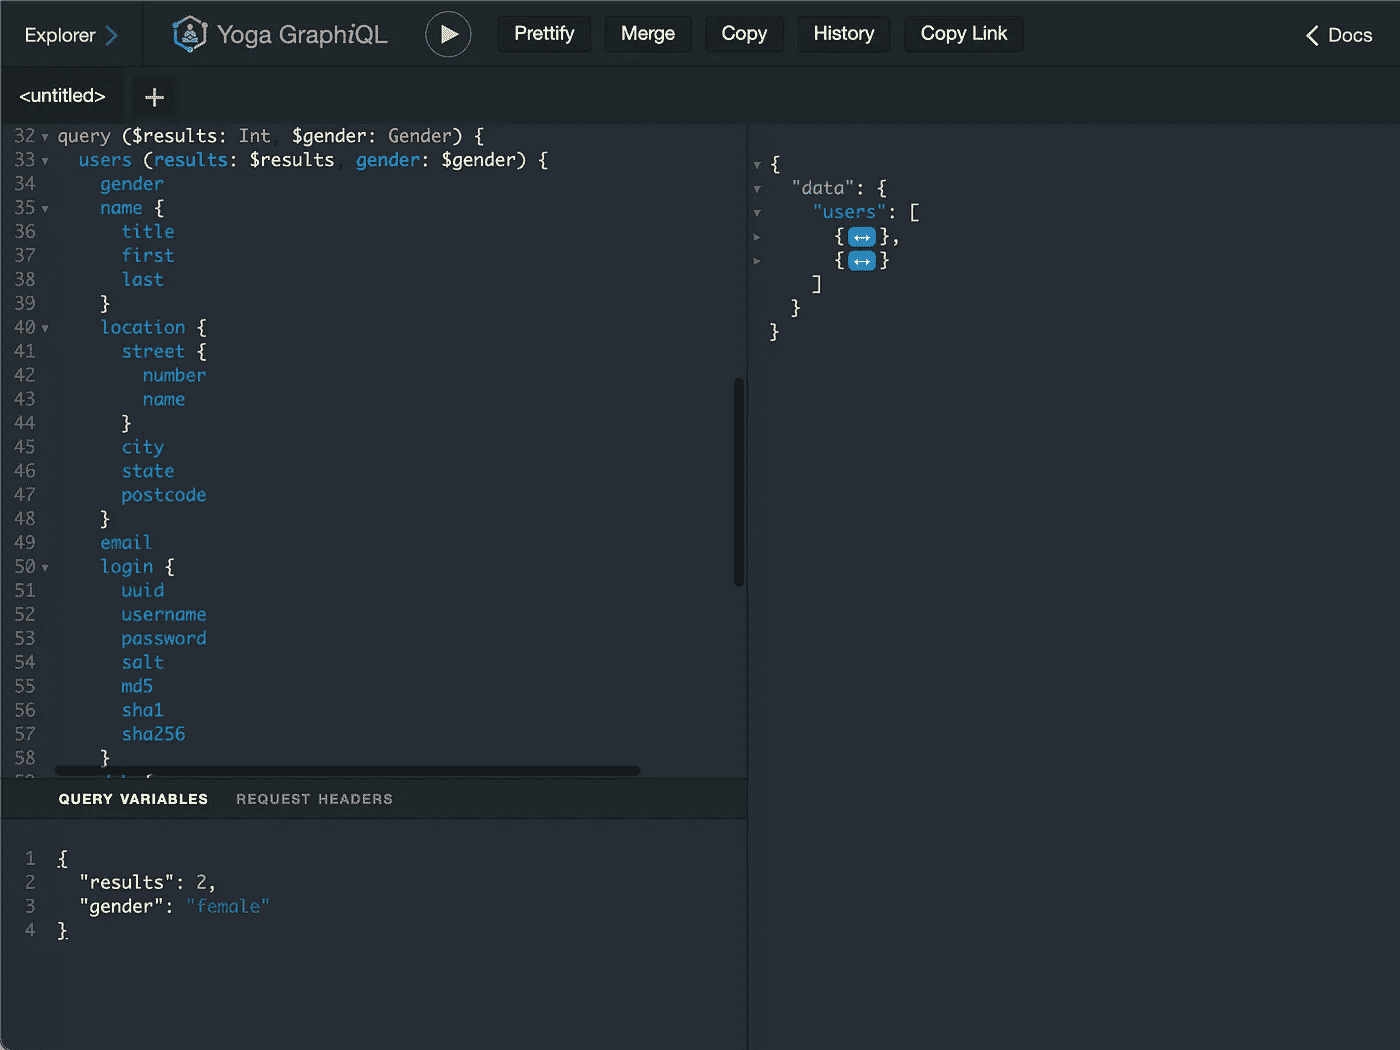 Explorer Yoga GraphiQL Prettify Merge Copy History Copy Link Docs
<untitled> +
32 query ($results: Int, $gender: Gender) {
33 users (results: $results, gender: $gender) {
34 gender
35 name {
36 title
37 first
38 last
39 }
40 location {
41 street {
42 number
43 name
44 }
45 city
46 state
47 postcode
48 }
49 email
50 login {
51 uuid
52 username
53 password
54 salt
55 md5
56 sha1
57 sha256
58 }
QUERY VARIABLES REQUEST HEADERS
1 {
2 "results": 2,
3 "gender": "female"
4 }
{
"data": {
"users": [
{↔},
{↔}
]
}
}